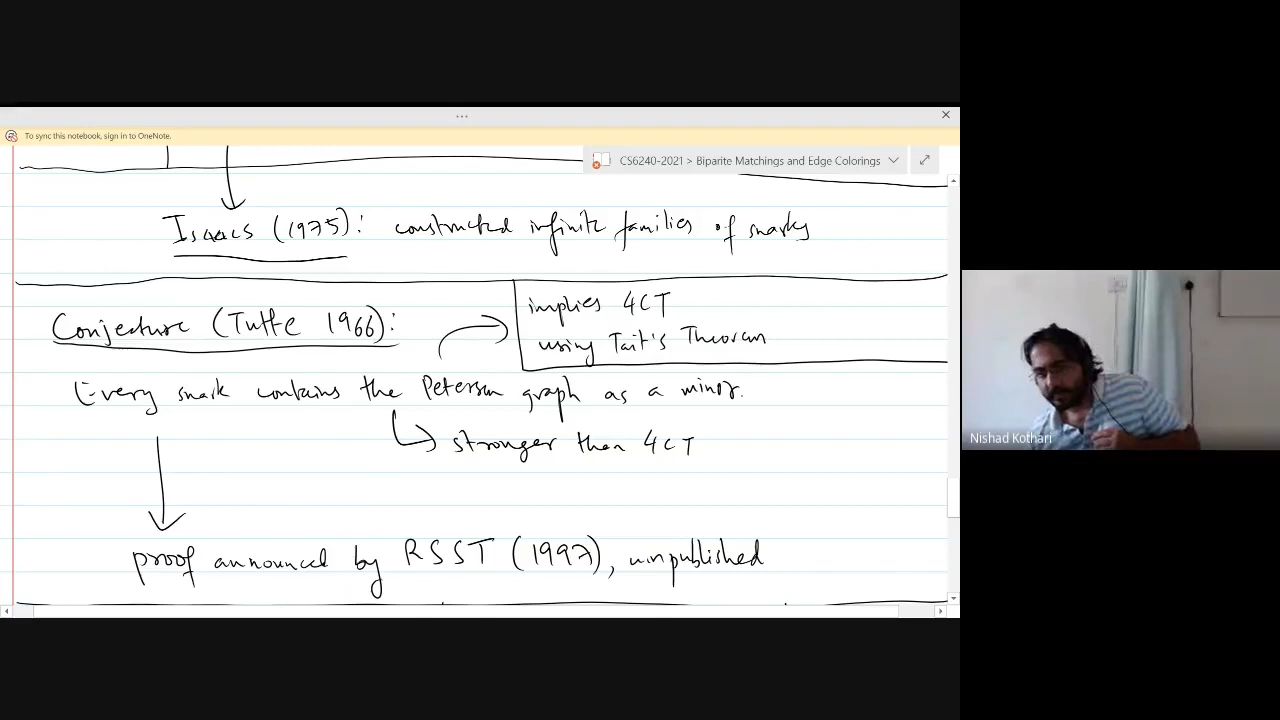 To sync this notebook, sign in to OneNote.
CS6240-2021 > Biparite Matchings and Edge Colorings
Isaacs (1975): constructed infinite families of snarks
Conjecture (Tutte 1966):
implies 4CT
using Tait's Theorem
Every snark contains the Petersen graph as a minor.
stronger than 4CT
proof announced by RSST (1997), unpublished
Nishad Kothari